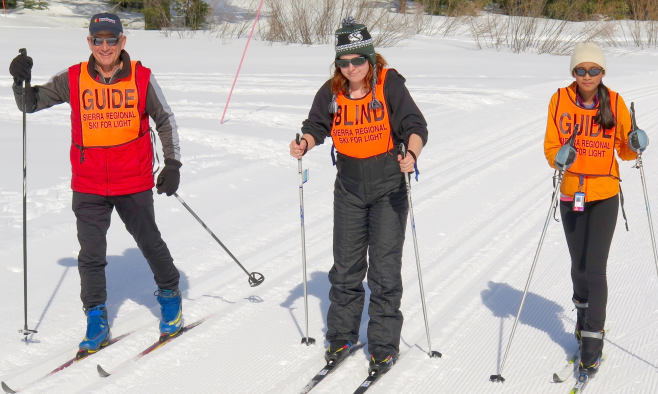 GUIDE
SIERRA REGIONAL
SKI FOR LIGHT
BLIND
SIERRA REGIONAL
SKI FOR LIGHT
GUIDE
SIERRA REGIONAL
SKI FOR LIGHT